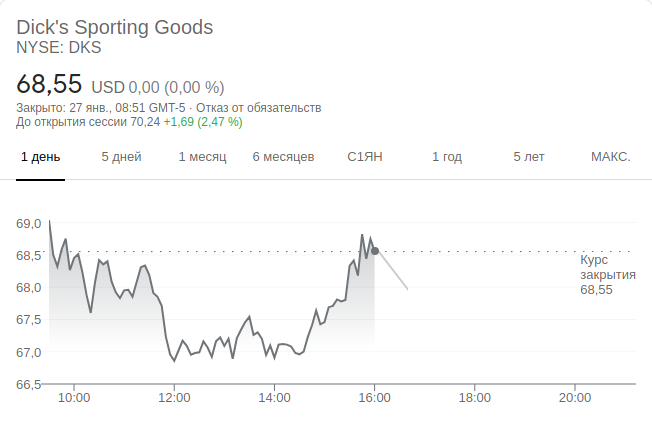 Dick's Sporting Goods
NYSE: DKS
68,55 USD 0,00 (0,00 %)
Закрыто: 27 янв., 08:51 GMT-5 · Отказ от обязательств
До открытия сессии 70,24 +1,69 (2,47 %)
1 день 5 дней 1 месяц 6 месяцев С1ЯН 1 год 5 лет МАКС.
69,0
68,5
Курс
закрытия
68,55
68,0
67,5
67,0
66,5
10:00 12:00 14:00 16:00 18:00 20:00